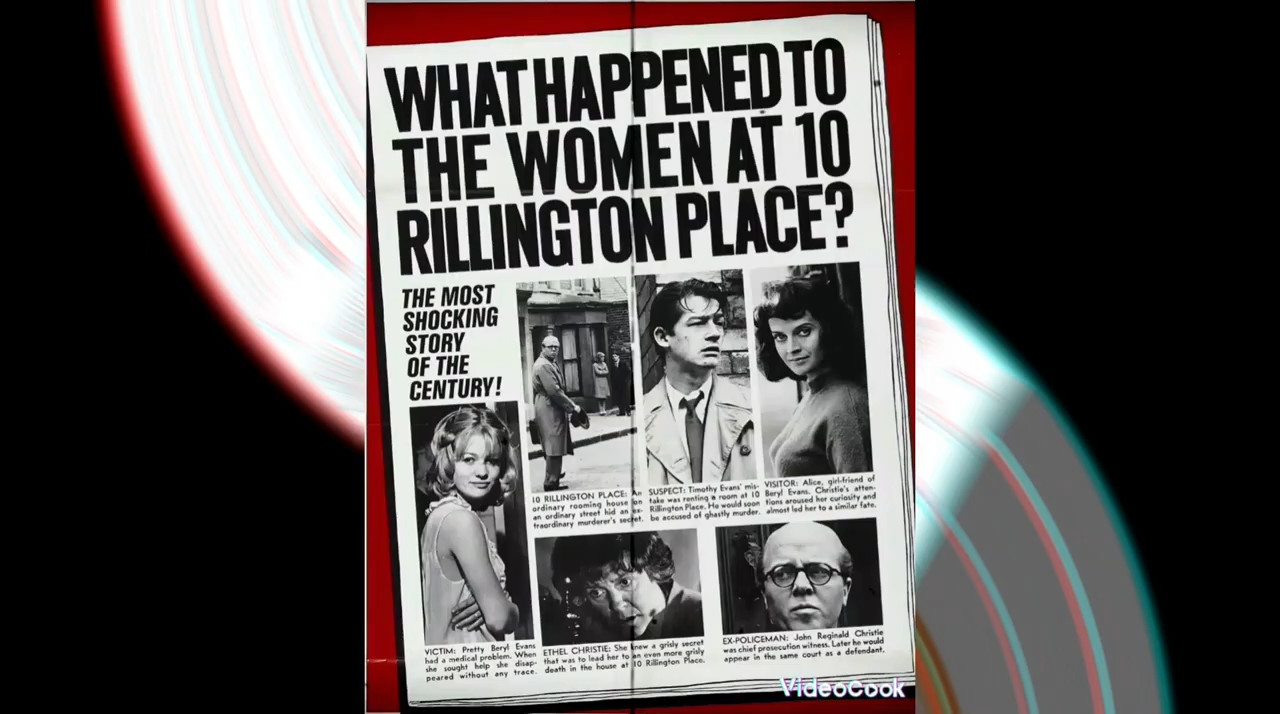 WHAT HAPPENED TO
THE WOMEN AT 10
RILLINGTON PLACE?
THE MOST
SHOCKING
STORY
OF THE
CENTURY!
10 RILLINGTON PLACE: An
ordinary rooming house on
an ordinary street hid an ex-
traordinary murderer's secret.
SUSPECT: Timothy Evans' mis-
take was renting a room at 10
Rillington Place. He would soon
be accused of ghastly murder.
VISITOR: Alice, girl-friend of
Beryl Evans. Christie's atten-
tions aroused her curiosity and
almost led her to a similar fate.
VICTIM: Pretty Beryl Evans
had a medical problem. When
she sought help she disap-
peared without any trace.
ETHEL CHRISTIE: She knew a grisly secret
that was to lead her to an even more grisly
death in the house at 10 Rillington Place.
EX-POLICEMAN: John Reginald Christie
was chief prosecution witness. Later he would
appear in the same court as a defendant.
VideoCook